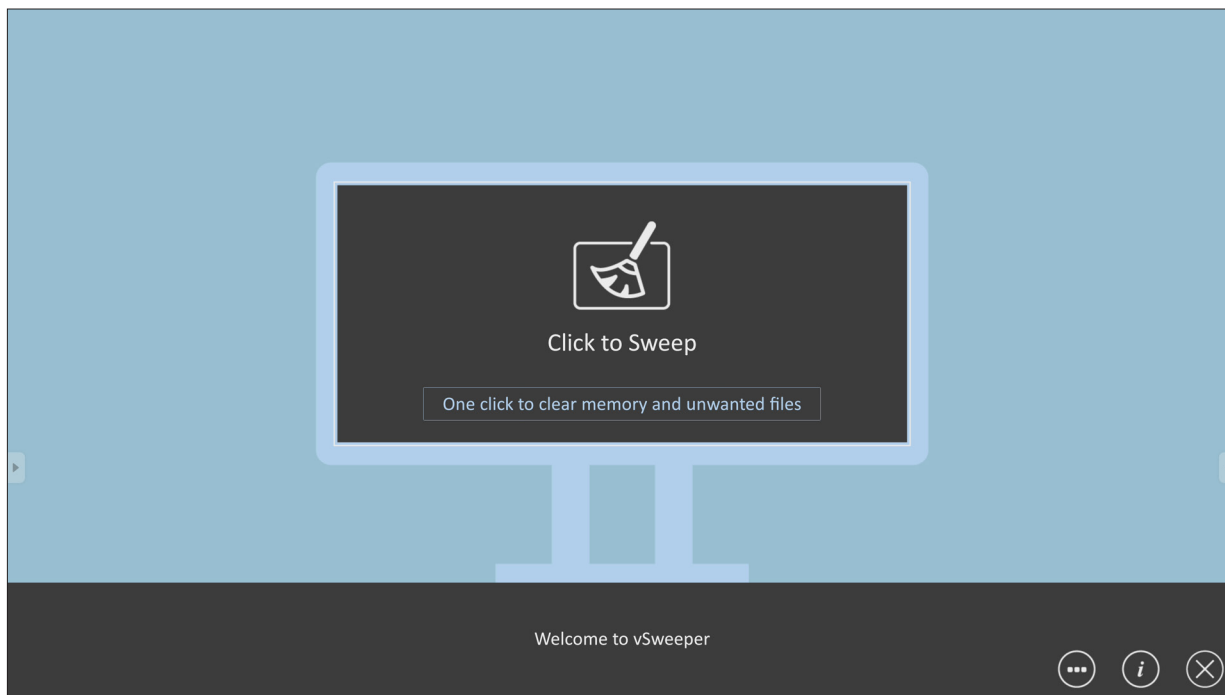 Click to Sweep
One click to clear memory and unwanted files
Welcome to vSweeper
i